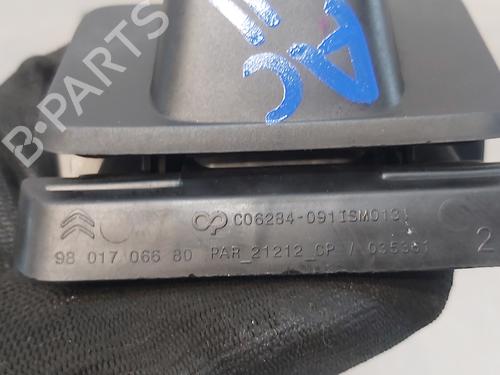 AC
B-PARTS
C06284-091ISM0131
98 017 066 80 PAR_21212_CP / 035361 2